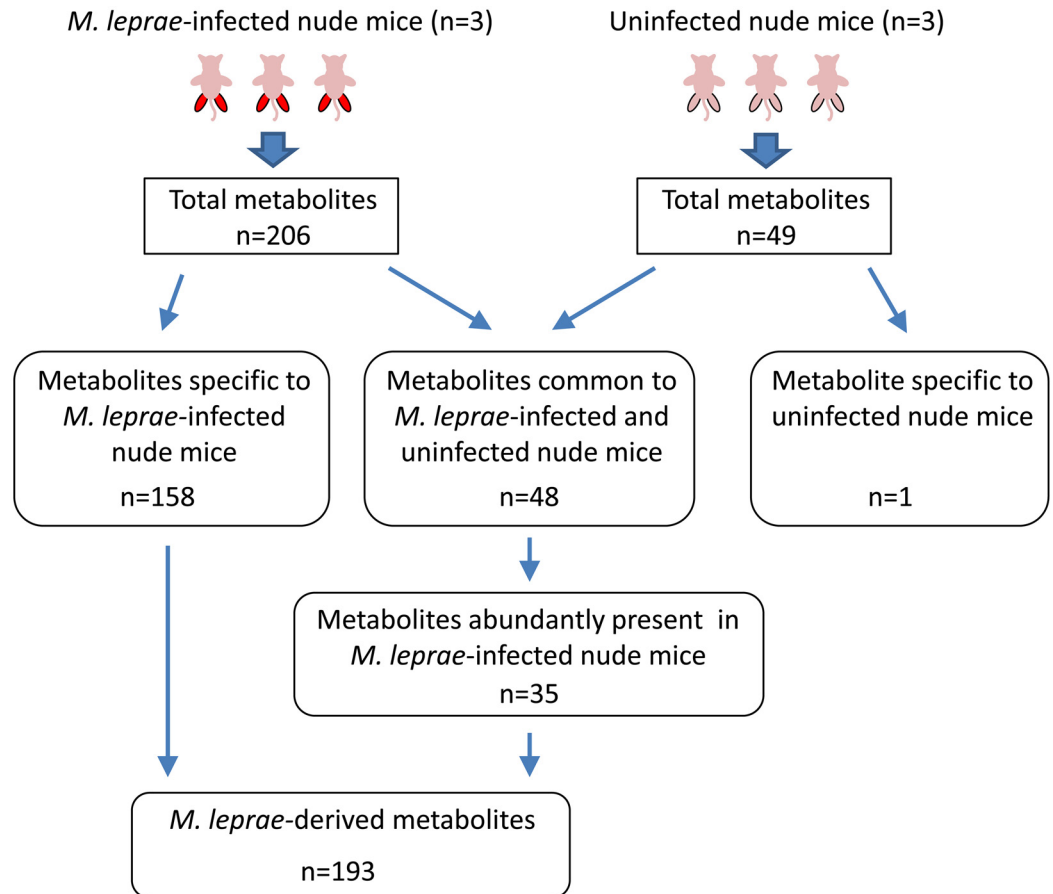 M. leprae-infected nude mice (n=3)
Uninfected nude mice (n=3)
Total metabolites
n=206
Total metabolites
n=49
Metabolites specific to
M. leprae-infected
nude mice
n=158
Metabolites common to
M. leprae-infected and
uninfected nude mice
n=48
Metabolite specific to
uninfected nude mice
n=1
Metabolites abundantly present in
M. leprae-infected nude mice
n=35
M. leprae-derived metabolites
n=193